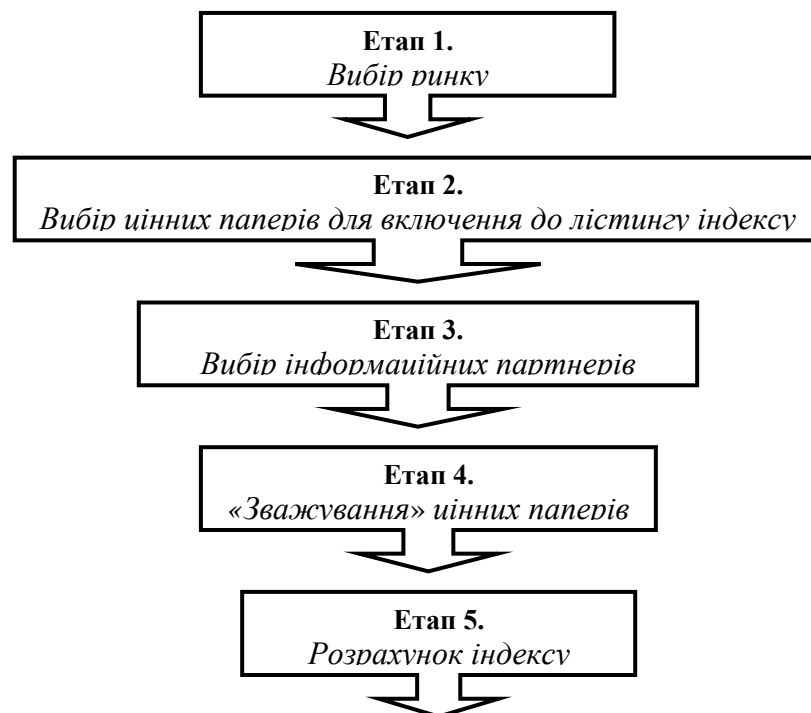 Етап 1.
Вибір ринку
Етап 2.
Вибір цінних паперів для включення до лістингу індексу
Етап 3.
Вибір інформаційних партнерів
Етап 4.
«Зважування» цінних паперів
Етап 5.
Розрахунок індексу